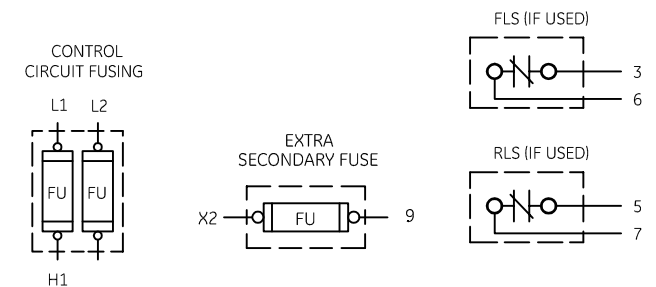 FLS (IF USED)
3
6
CONTROL
CIRCUIT FUSING
L1 L2
FU FU
H1
EXTRA
SECONDARY FUSE
X2 FU 9
RLS (IF USED)
5
7